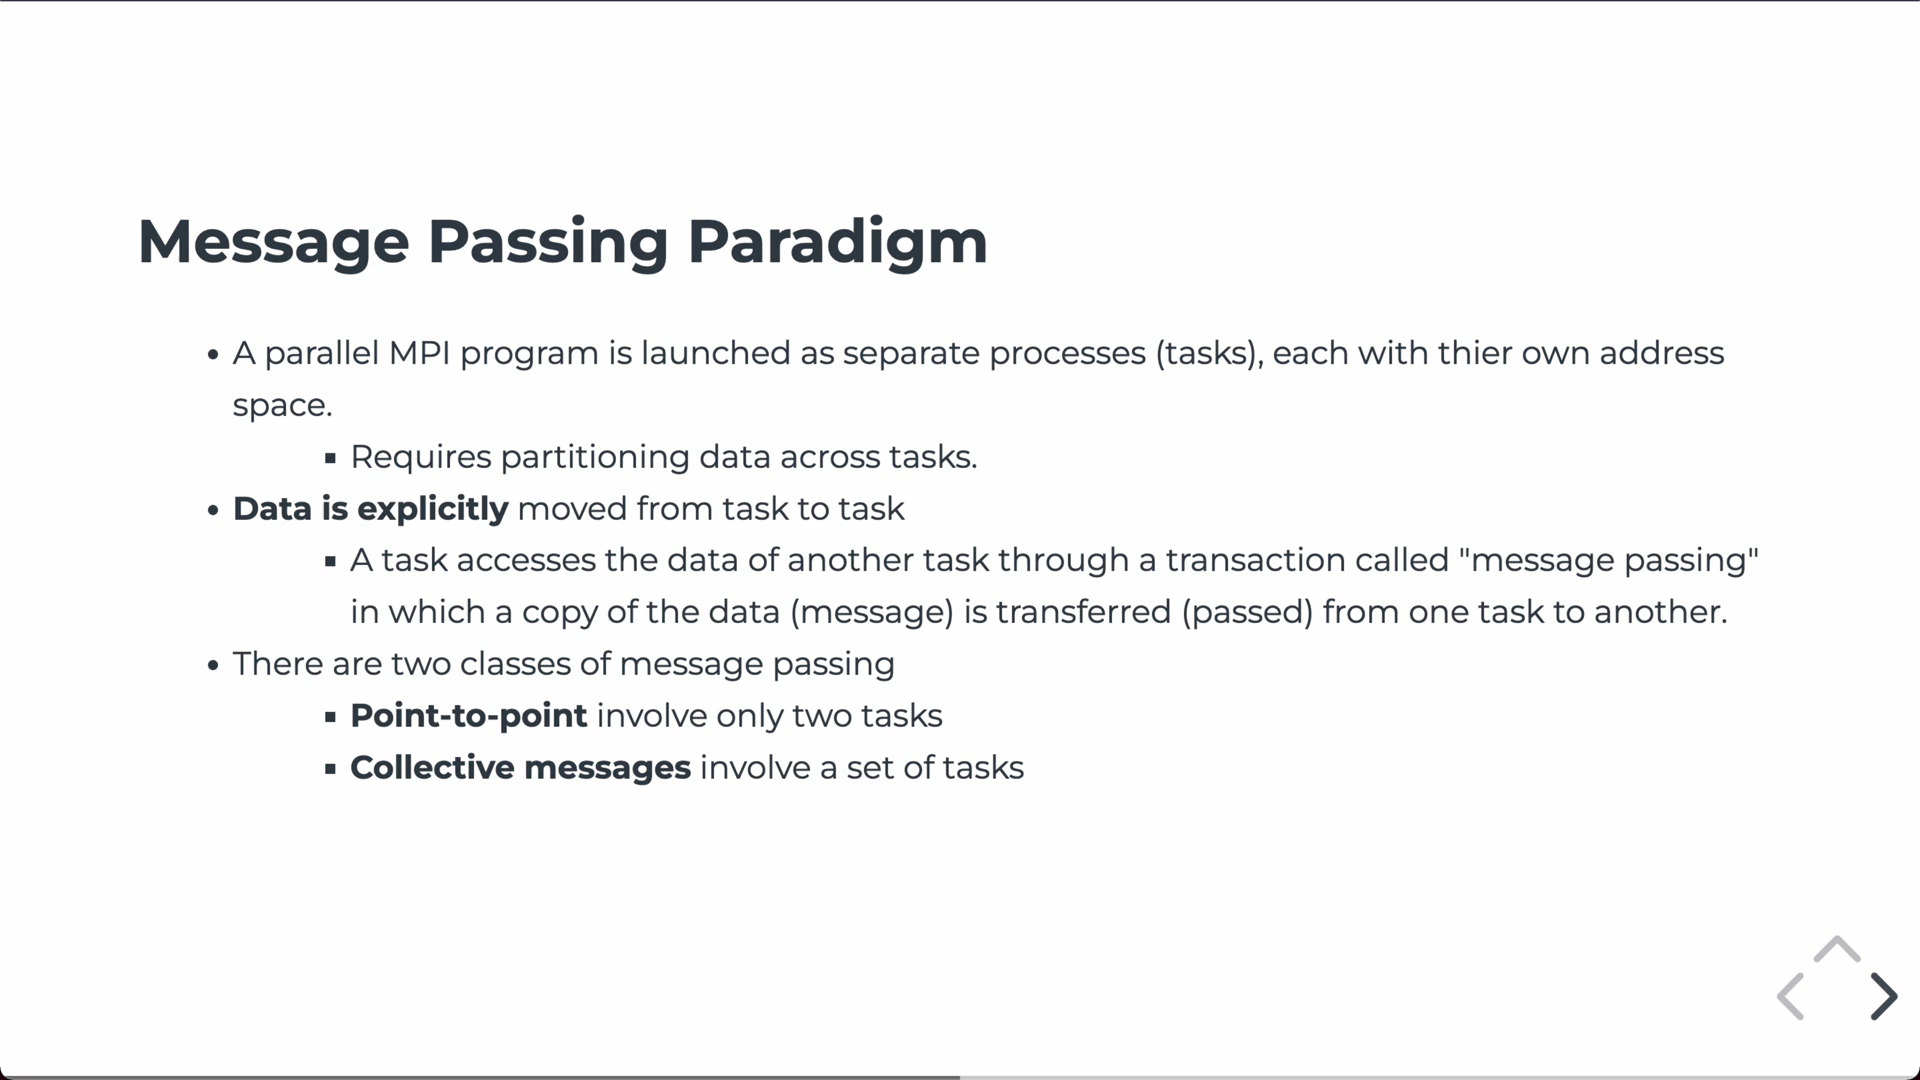 Message Passing Paradigm
• A parallel MPI program is launched as separate processes (tasks), each with thier own address
space.
▪ Requires partitioning data across tasks.
• Data is explicitly moved from task to task
▪ A task accesses the data of another task through a transaction called "message passing"
in which a copy of the data (message) is transferred (passed) from one task to another.
• There are two classes of message passing
▪ Point-to-point involve only two tasks
▪ Collective messages involve a set of tasks